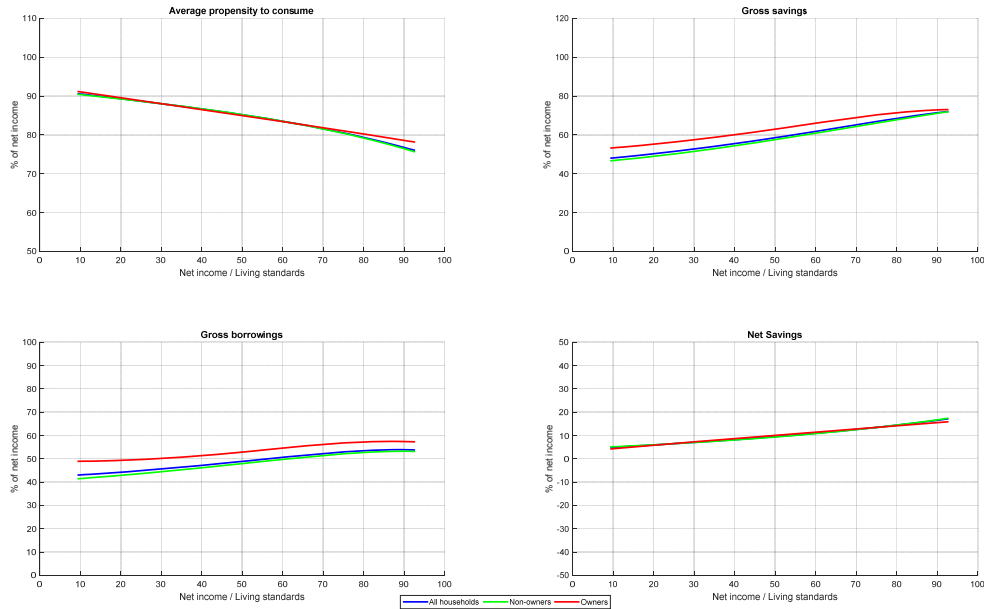 Average propensity to consume
110
100
90
80
70
60
50
% of net income
0 10 20 30 40 50 60 70 80 90 100
Net income / Living standards
Gross savings
120
100
80
60
40
20
0
% of net income
0 10 20 30 40 50 60 70 80 90 100
Net income / Living standards
Gross borrowings
100
90
80
70
60
50
40
30
20
10
0
% of net income
0 10 20 30 40 50 60 70 80 90 100
Net income / Living standards
Net Savings
50
40
30
20
10
0
-10
-20
-30
-40
-50
% of net income
0 10 20 30 40 50 60 70 80 90 100
Net income / Living standards
All households Non-owners Owners